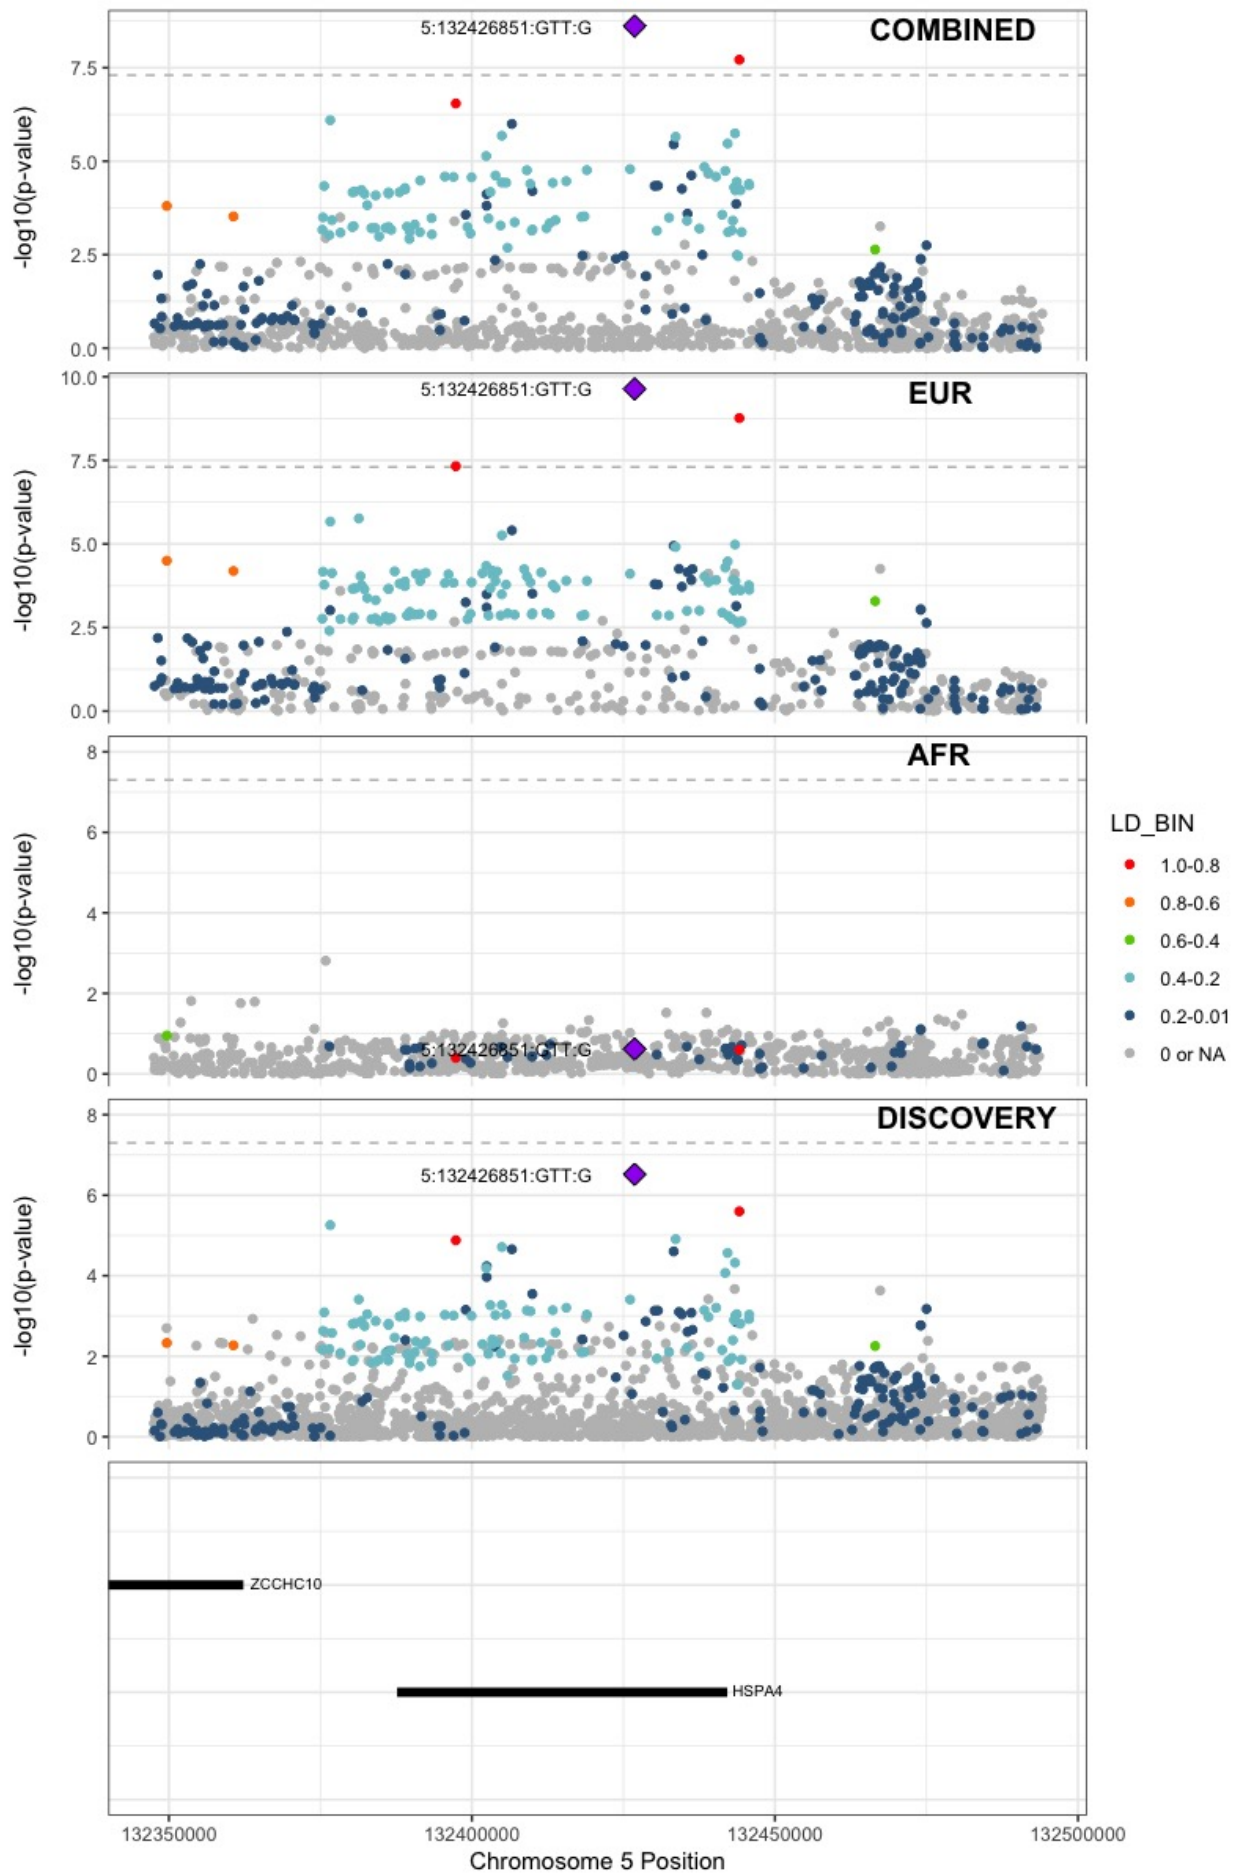 5:132426851:GTT:G
COMBINED
-log10(p-value)
7.5
5.0
2.5
0.0
5:132426851:GTT:G
EUR
-log10(p-value)
10.0
7.5
5.0
2.5
0.0
AFR
-log10(p-value)
8
6
4
2
0
5:132426851:GTT:G
LD_BIN
1.0-0.8
0.8-0.6
0.6-0.4
0.4-0.2
0.2-0.01
0 or NA
DISCOVERY
-log10(p-value)
8
6
4
2
0
5:132426851:GTT:G
ZCCHC10
HSPA4
132350000 132400000 132450000 132500000
Chromosome 5 Position